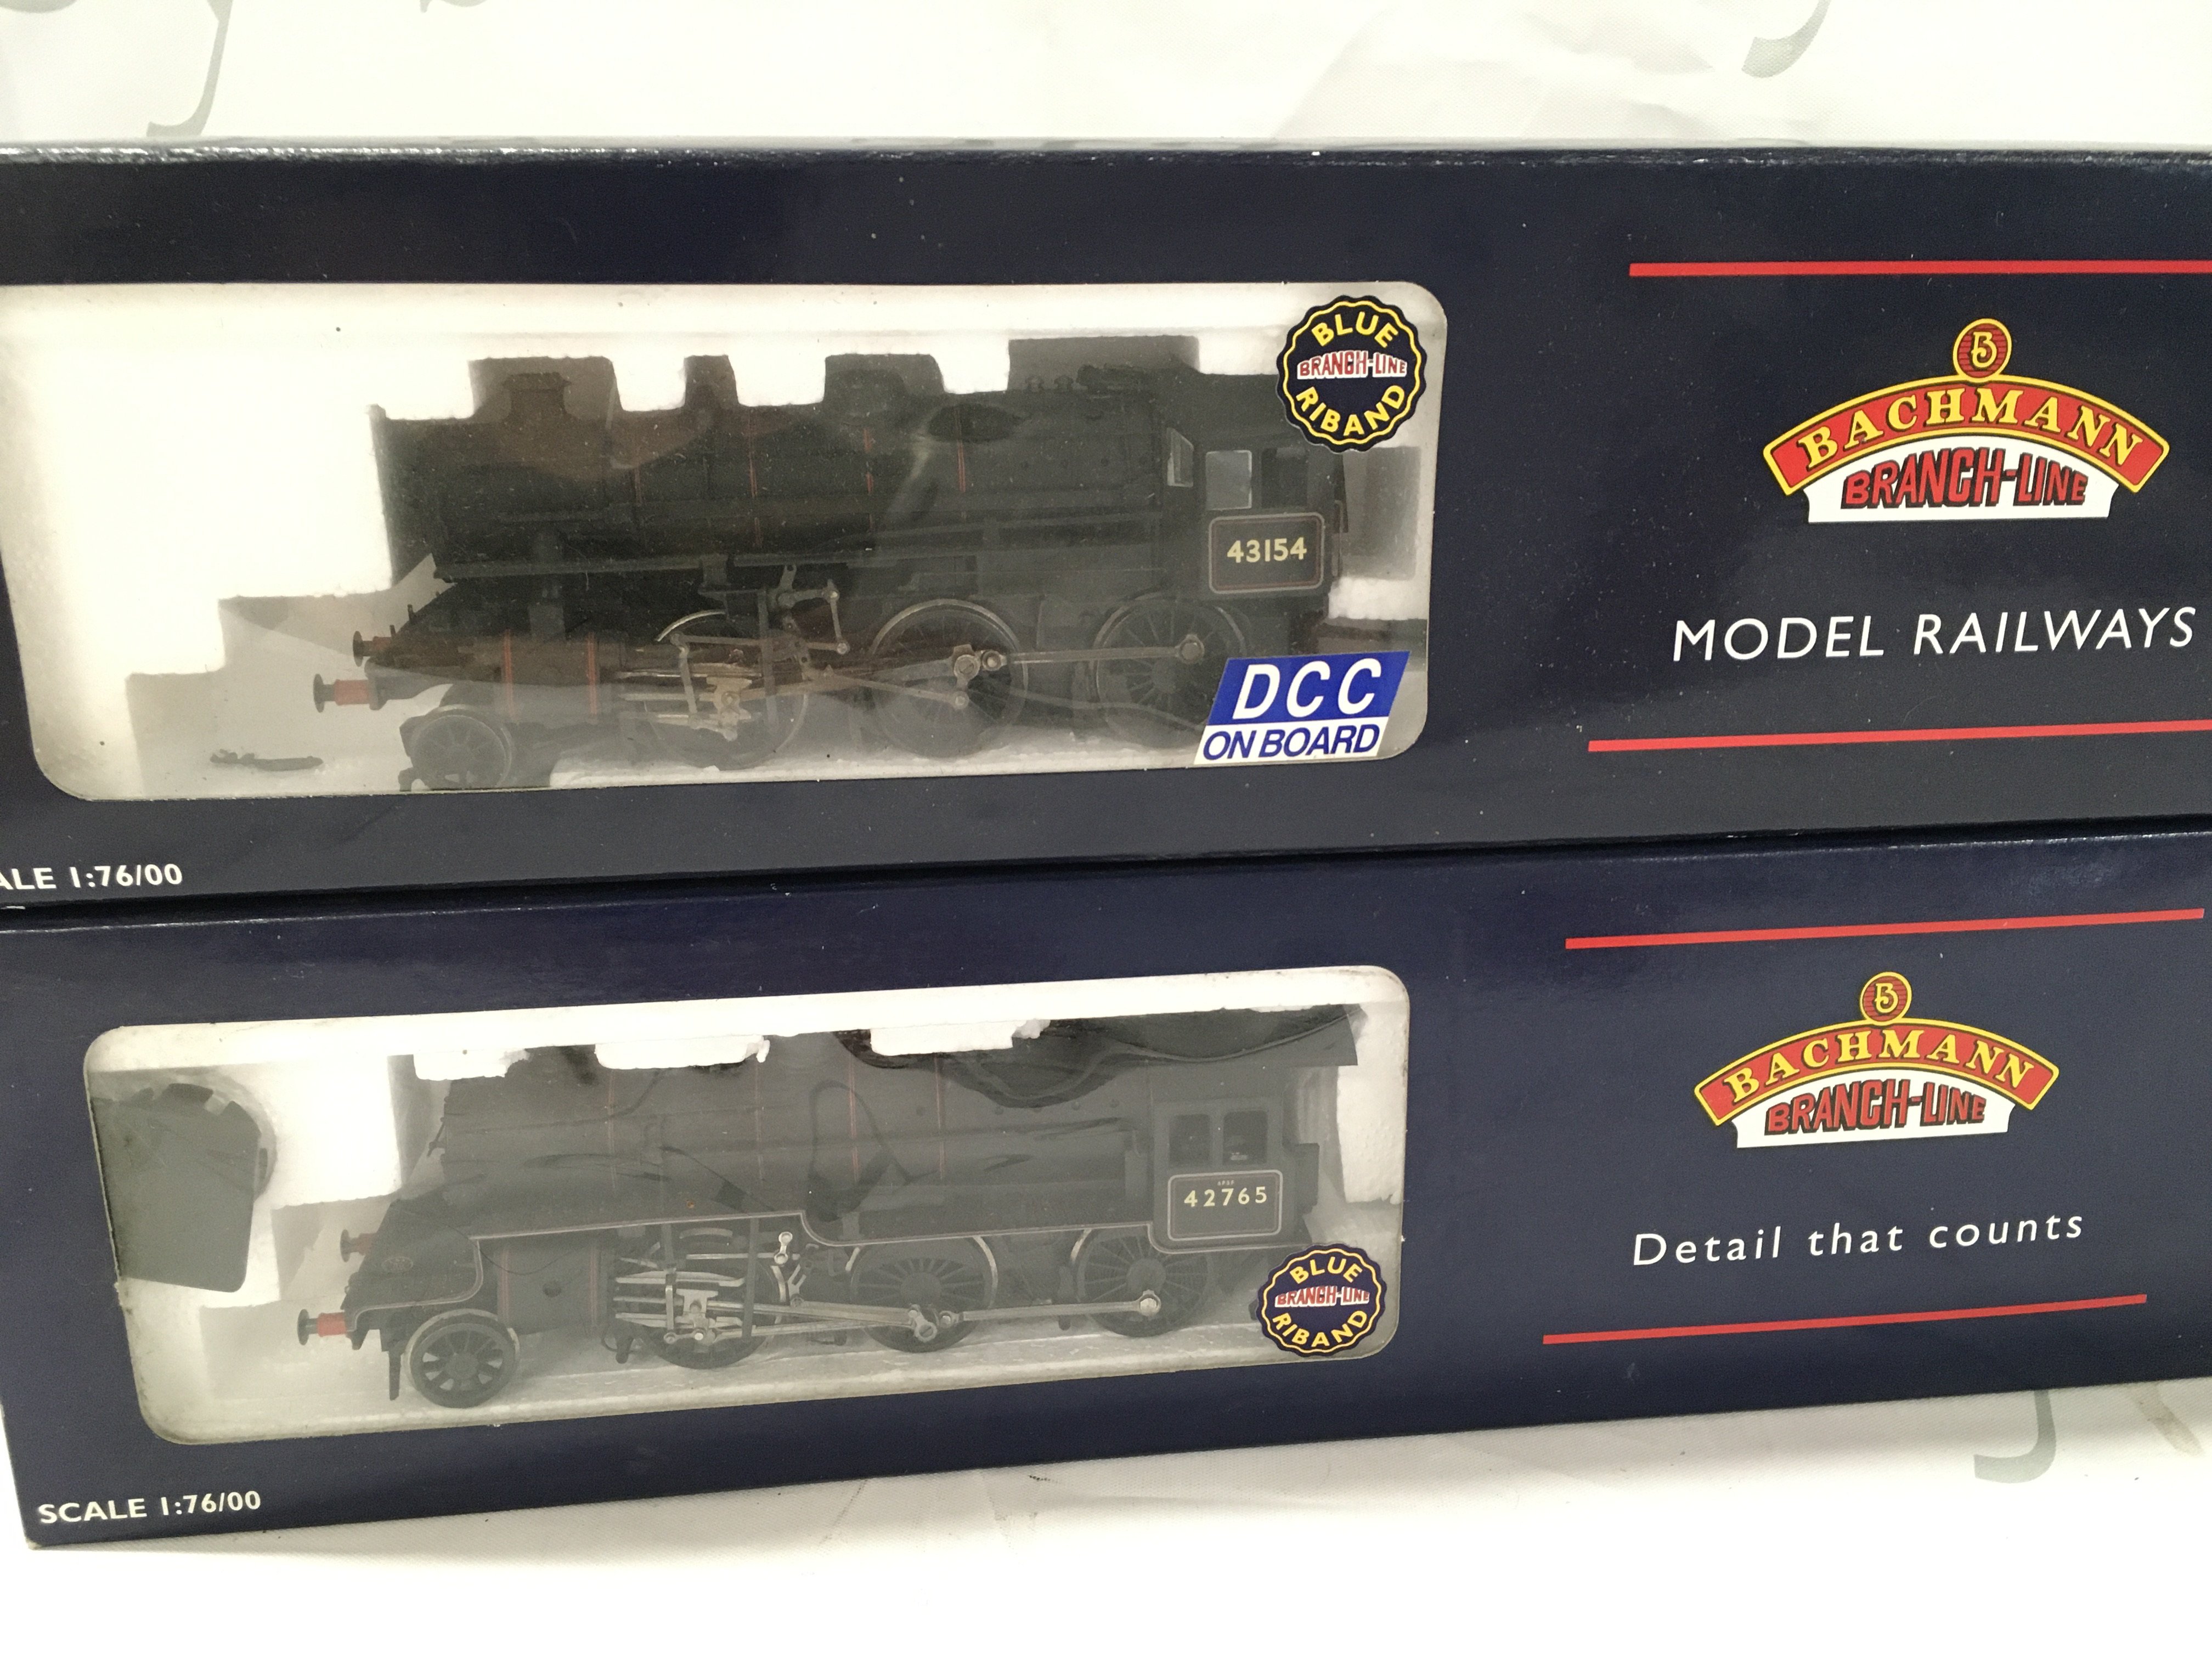 BLUE
BRANCH-LINE
RIBAND
B
BACHMANN
BRANCH-LINE
43154
MODEL RAILWAYS
DCC
ON BOARD
ALE 1:76/00
B
BACHMANN
BRANCH-LINE
42765
Detail that counts
BLUE
BRANCH-LINE
RIBAND
SCALE 1:76/00